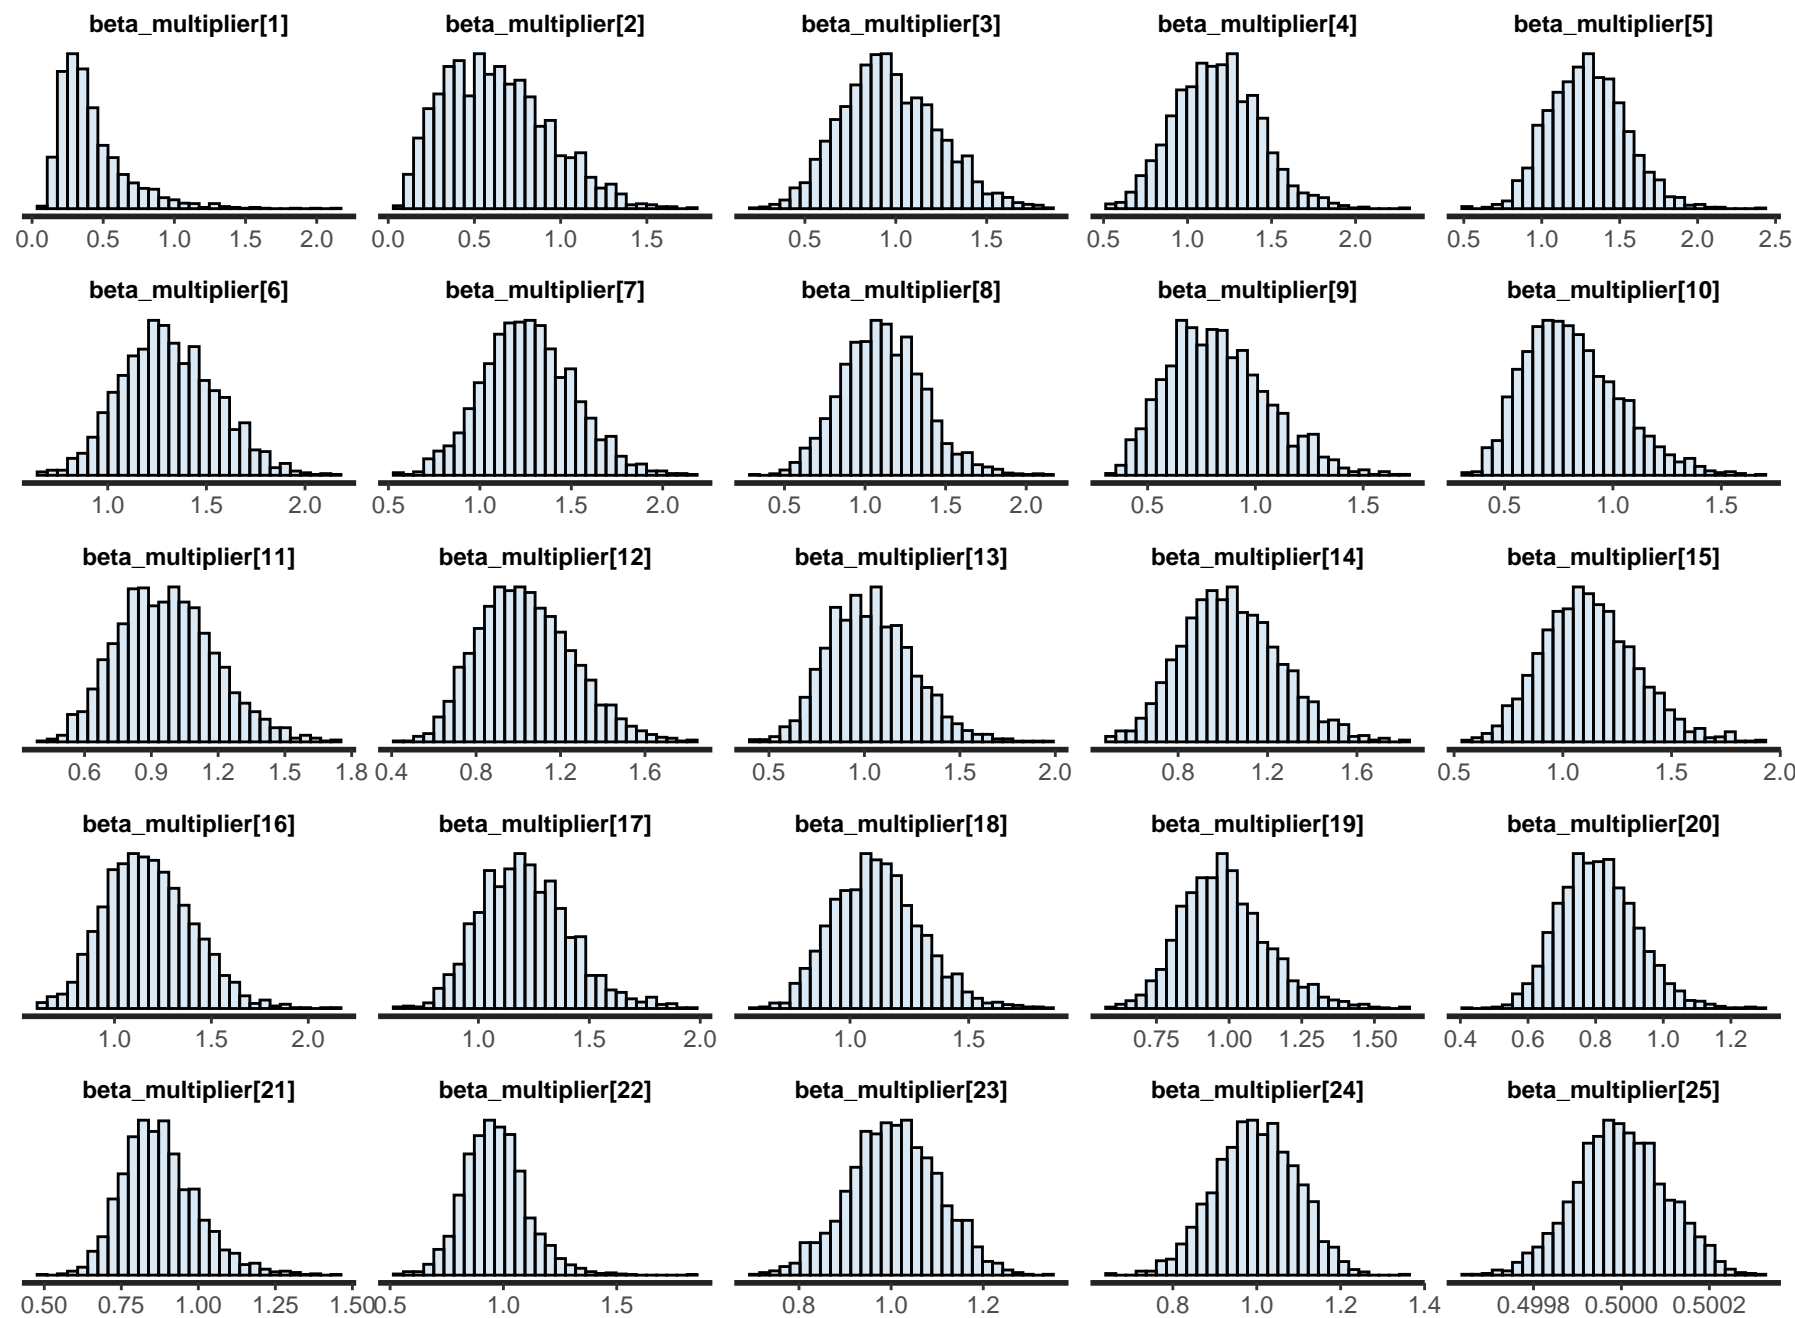 beta_multiplier[1] beta_multiplier[2] beta_multiplier[3] beta_multiplier[4] beta_multiplier[5]
0.0 0.5 1.0 1.5 2.0 0.0 0.5 1.0 1.5 0.5 1.0 1.5 0.5 1.0 1.5 2.0 0.5 1.0 1.5 2.0 2.5
beta_multiplier[6] beta_multiplier[7] beta_multiplier[8] beta_multiplier[9] beta_multiplier[10]
1.0 1.5 2.0 0.5 1.0 1.5 2.0 0.5 1.0 1.5 2.0 0.5 1.0 1.5 0.5 1.0 1.5
beta_multiplier[11] beta_multiplier[12] beta_multiplier[13] beta_multiplier[14] beta_multiplier[15]
0.6 0.9 1.2 1.5 1.8 0.4 0.8 1.2 1.6 0.5 1.0 1.5 2.0 0.8 1.2 1.6 0.5 1.0 1.5 2.0
beta_multiplier[16] beta_multiplier[17] beta_multiplier[18] beta_multiplier[19] beta_multiplier[20]
1.0 1.5 2.0 1.0 1.5 2.0 1.0 1.5 0.75 1.00 1.25 1.50 0.4 0.6 0.8 1.0 1.2
beta_multiplier[21] beta_multiplier[22] beta_multiplier[23] beta_multiplier[24] beta_multiplier[25]
0.50 0.75 1.00 1.25 1.50 0.5 1.0 1.5 0.8 1.0 1.2 0.8 1.0 1.2 1.4 0.4998 0.5000 0.5002